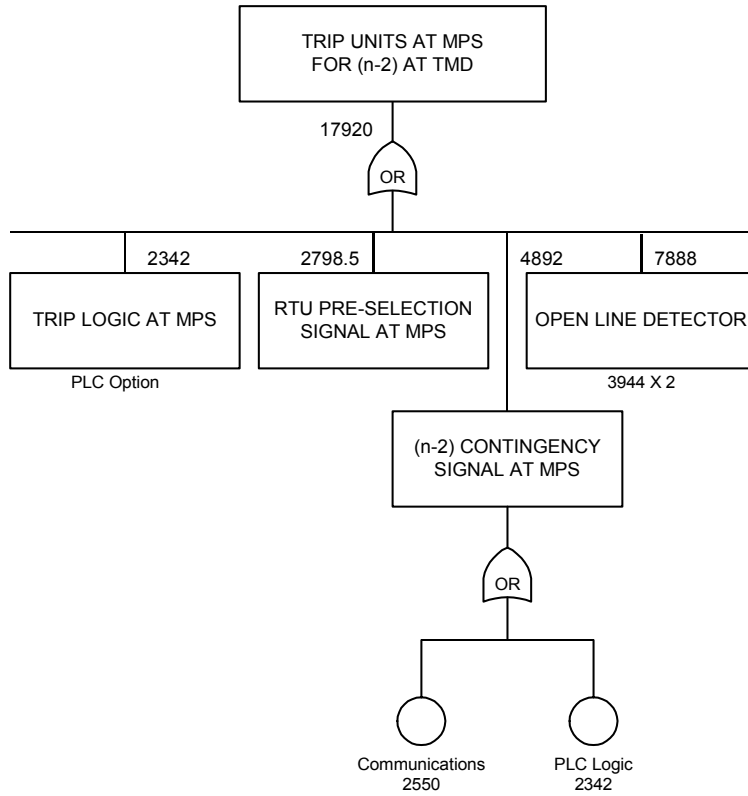 TRIP UNITS AT MPS
FOR (n-2) AT TMD
17920
OR
2342
2798.5
4892
7888
TRIP LOGIC AT MPS
RTU PRE-SELECTION
SIGNAL AT MPS
OPEN LINE DETECTOR
PLC Option
3944 X 2
(n-2) CONTINGENCY
SIGNAL AT MPS
OR
Communications
2550
PLC Logic
2342